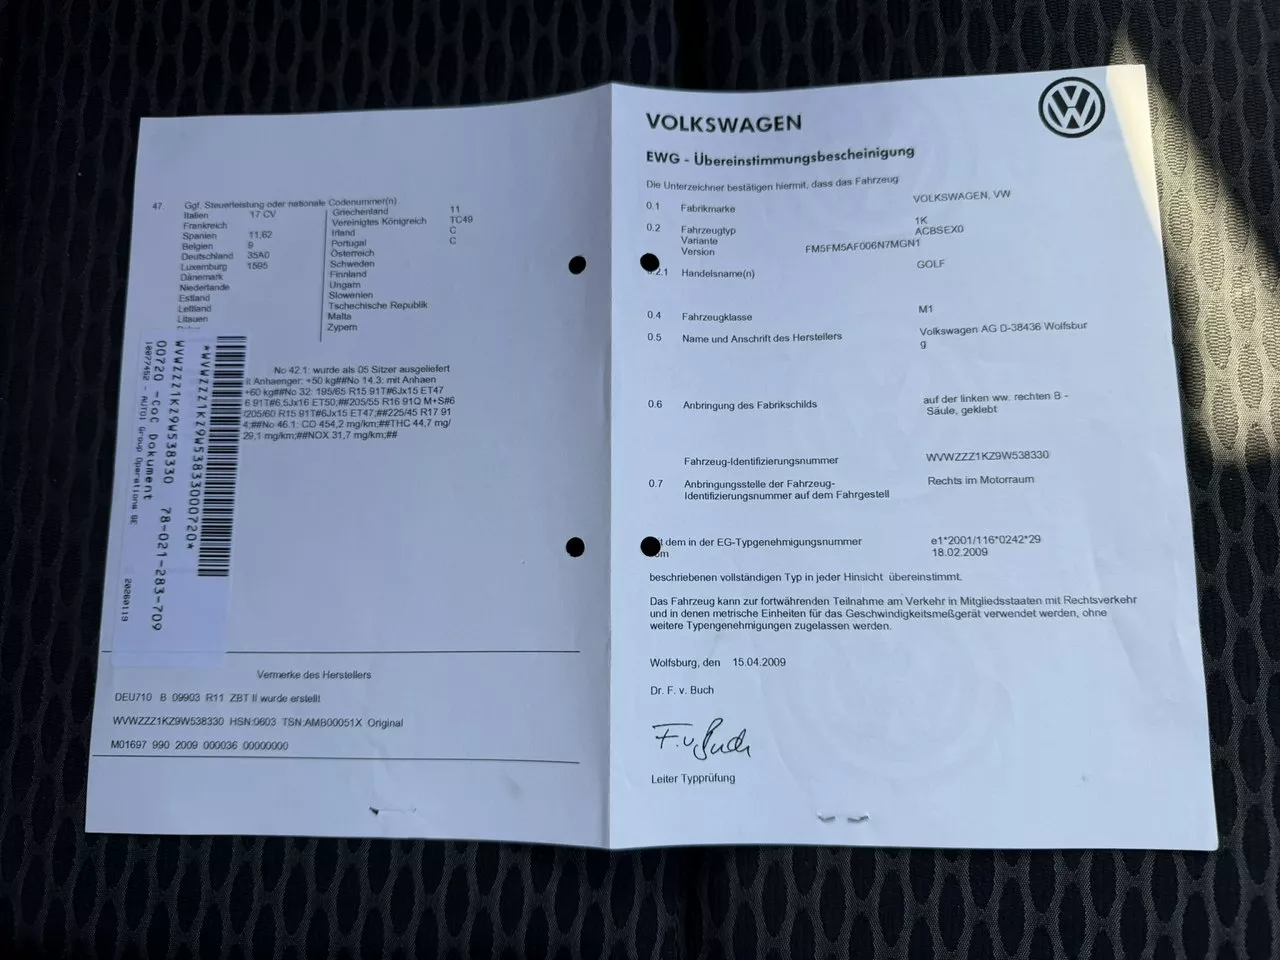 47. Ggf. Steuerleistung oder nationale Codenummer(n)
Italien 17 CV
Frankreich
Spanien 11,62
Belgien 9
Deutschland 35A0
Luxemburg 1595
Dänemark
Niederlande
Estland
Lettland
Litauen
Griechenland 11
Vereinigtes Königreich TC49
Irland C
Portugal C
Österreich
Schweden
Finnland
Ungarn
Slowenien
Tschechische Republik
Malta
Zypern
No 42.1: wurde als 05 Sitzer ausgeliefert
it Anhaenger: +50 kg##No 14.3: mit Anhaen
+60 kg##No 32: 195/65 R15 91T#6Jx15 ET47
6 91T#6,5Jx16 ET50;##205/55 R16 91Q M+S#6
/205/60 R15 91T#6Jx15 ET47;##225/45 R17 91
4;##No 46.1: CO 454,2 mg/km;##THC 44,7 mg/
29,1 mg/km;##NOX 31,7 mg/km;##
*WVWZZZ1KZ9W53833000720*
WVWZZZ1KZ9W538330 78-021-283-709
00720 -COC Dokument
10077452 - AUTO1 Group Operations SE 20260119
Vermerke des Herstellers
DEU710 B 09903 R11 ZBT II wurde erstellt
WVWZZZ1KZ9W538330 HSN:0603 TSN:AMB00051X Original
M01697 990 2009 000036 00000000
VOLKSWAGEN
EWG - Übereinstimmungsbescheinigung
Die Unterzeichner bestätigen hiermit, dass das Fahrzeug
0.1 Fabrikmarke VOLKSWAGEN, VW
0.2 Fahrzeugtyp 1K
Variante ACBSEX0
Version FM5FM5AF006N7MGN1
0.2.1 Handelsname(n) GOLF
0.4 Fahrzeugklasse M1
0.5 Name und Anschrift des Herstellers Volkswagen AG D-38436 Wolfsbur
g
0.6 Anbringung des Fabrikschilds auf der linken ww. rechten B -
Säule, geklebt
Fahrzeug-Identifizierungsnummer WVWZZZ1KZ9W538330
0.7 Anbringungsstelle der Fahrzeug- Rechts im Motorraum
Identifizierungsnummer auf dem Fahrgestell
t dem in der EG-Typgenehmigungsnummer e1*2001/116*0242*29
om 18.02.2009
beschriebenen vollständigen Typ in jeder Hinsicht übereinstimmt.
Das Fahrzeug kann zur fortwährenden Teilnahme am Verkehr in Mitgliedsstaaten mit Rechtsverkehr
und in denen metrische Einheiten für das Geschwindigkeitsmeßgerät verwendet werden, ohne
weitere Typengenehmigungen zugelassen werden.
Wolfsburg, den 15.04.2009
Dr. F. v. Buch
F. v. Buch
Leiter Typprüfung